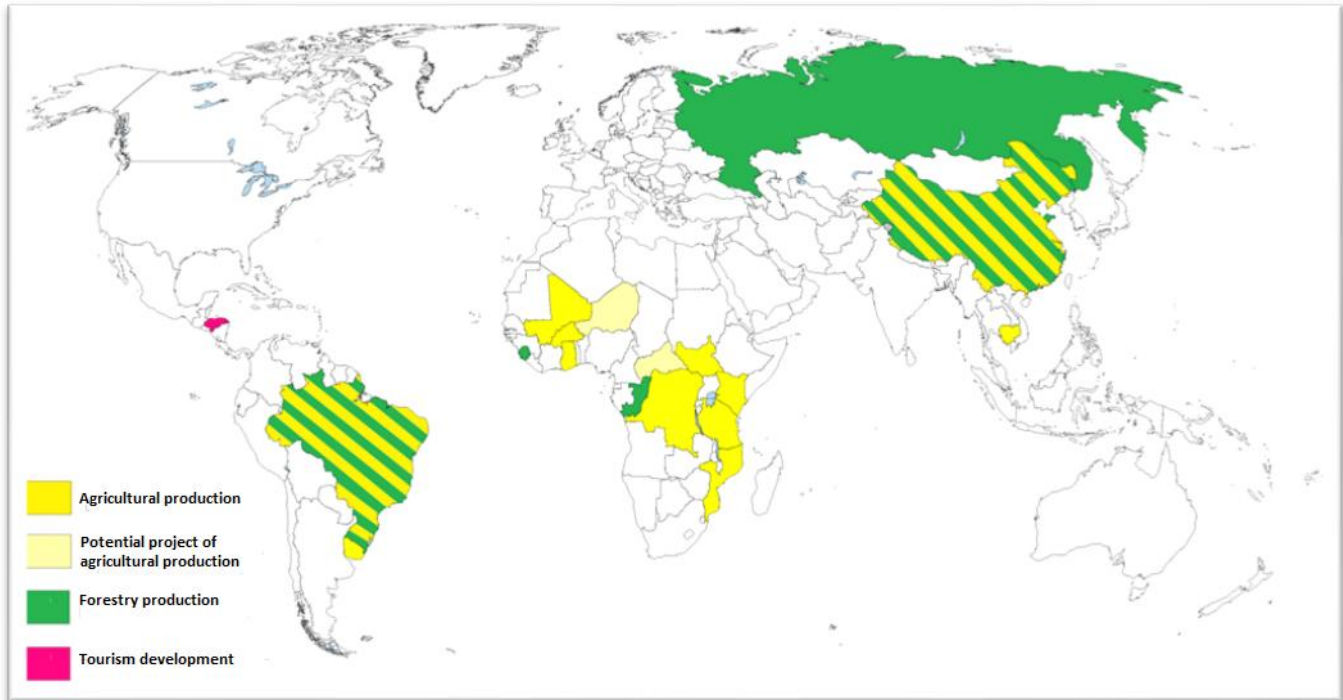 Agricultural production
Potential project of
agricultural production
Forestry production
Tourism development